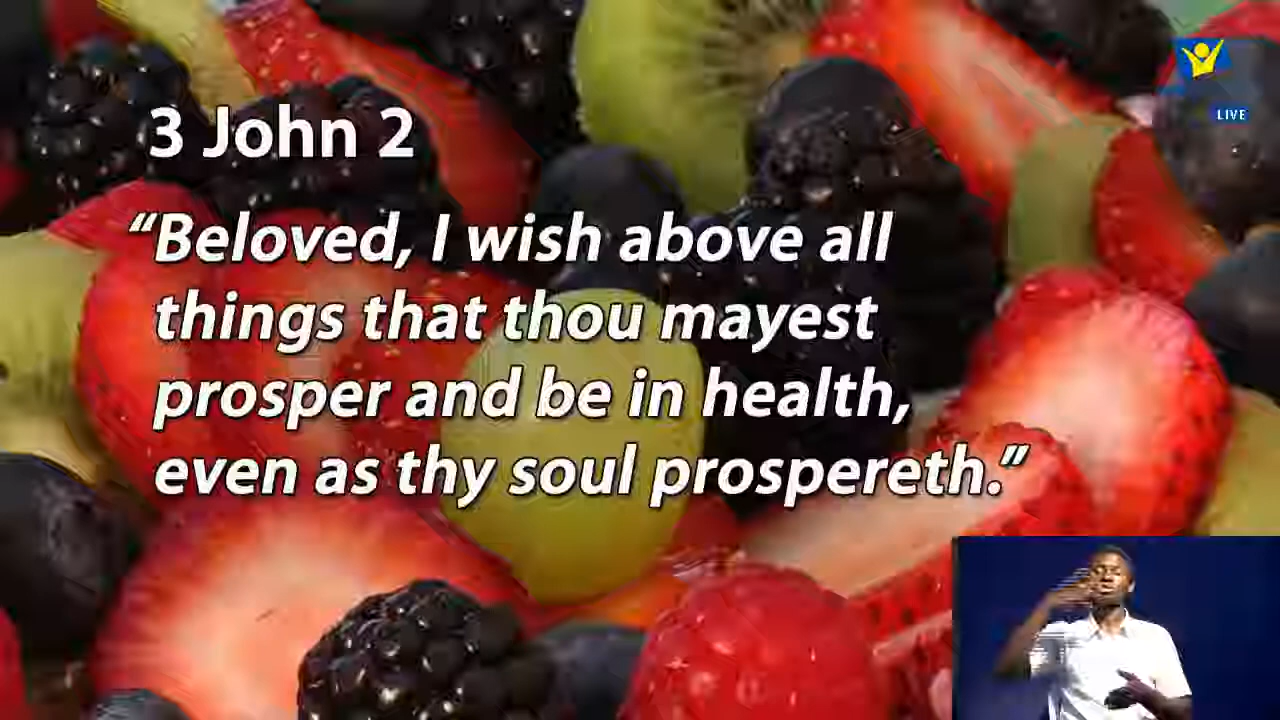 3 John 2
“Beloved, I wish above all
things that thou mayest
prosper and be in health,
even as thy soul prospereth.”
LIVE